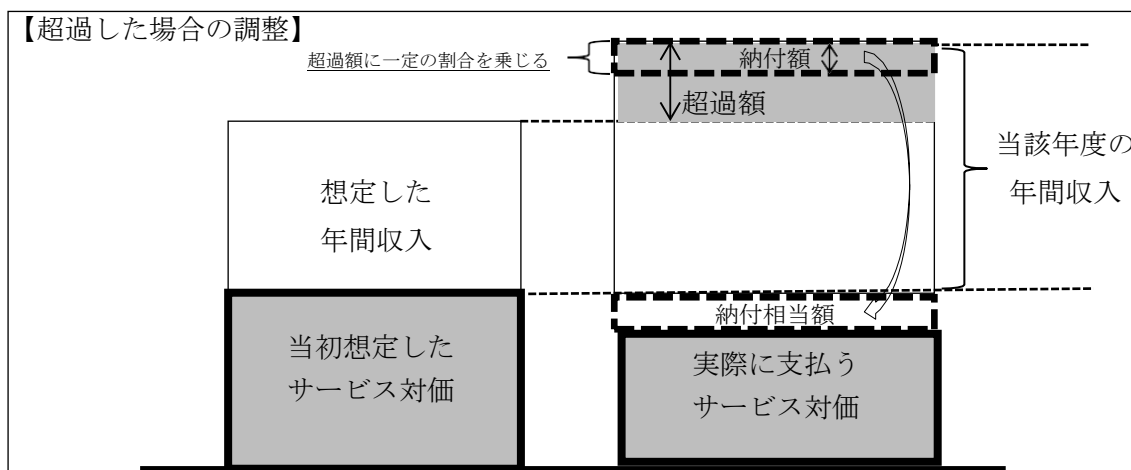 【超過した場合の調整】
超過額に一定の割合を乗じる
納付額
超過額
想定した
年間収入
当該年度の
年間収入
納付相当額
当初想定した
サービス対価
実際に支払う
サービス対価